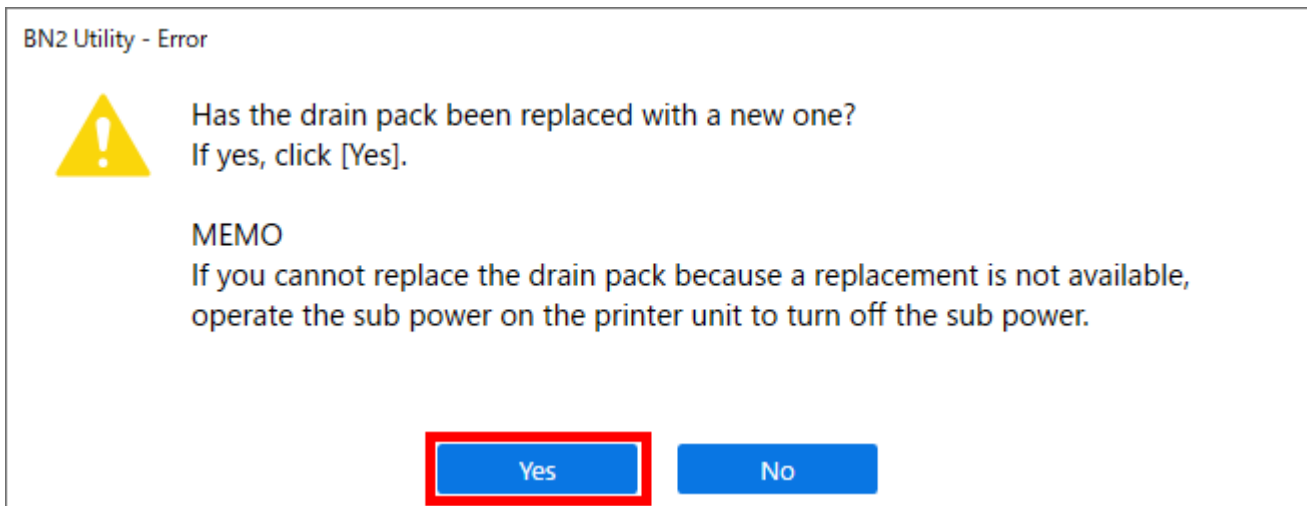 BN2 Utility - Error
Has the drain pack been replaced with a new one?
If yes, click [Yes].
MEMO
If you cannot replace the drain pack because a replacement is not available,
operate the sub power on the printer unit to turn off the sub power.
Yes
No